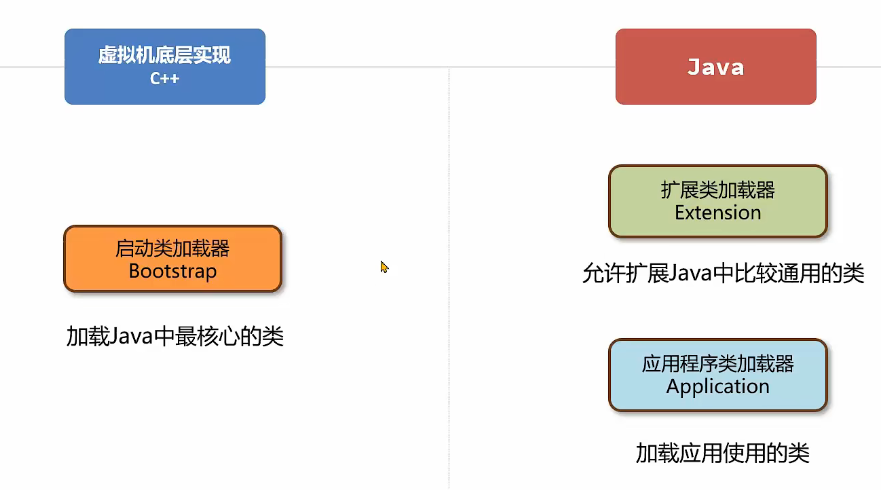 虚拟机底层实现
C++
Java
启动类加载器
Bootstrap
加载Java中最核心的类
扩展类加载器
Extension
允许扩展Java中比较通用的类
应用程序类加载器
Application
加载应用使用的类